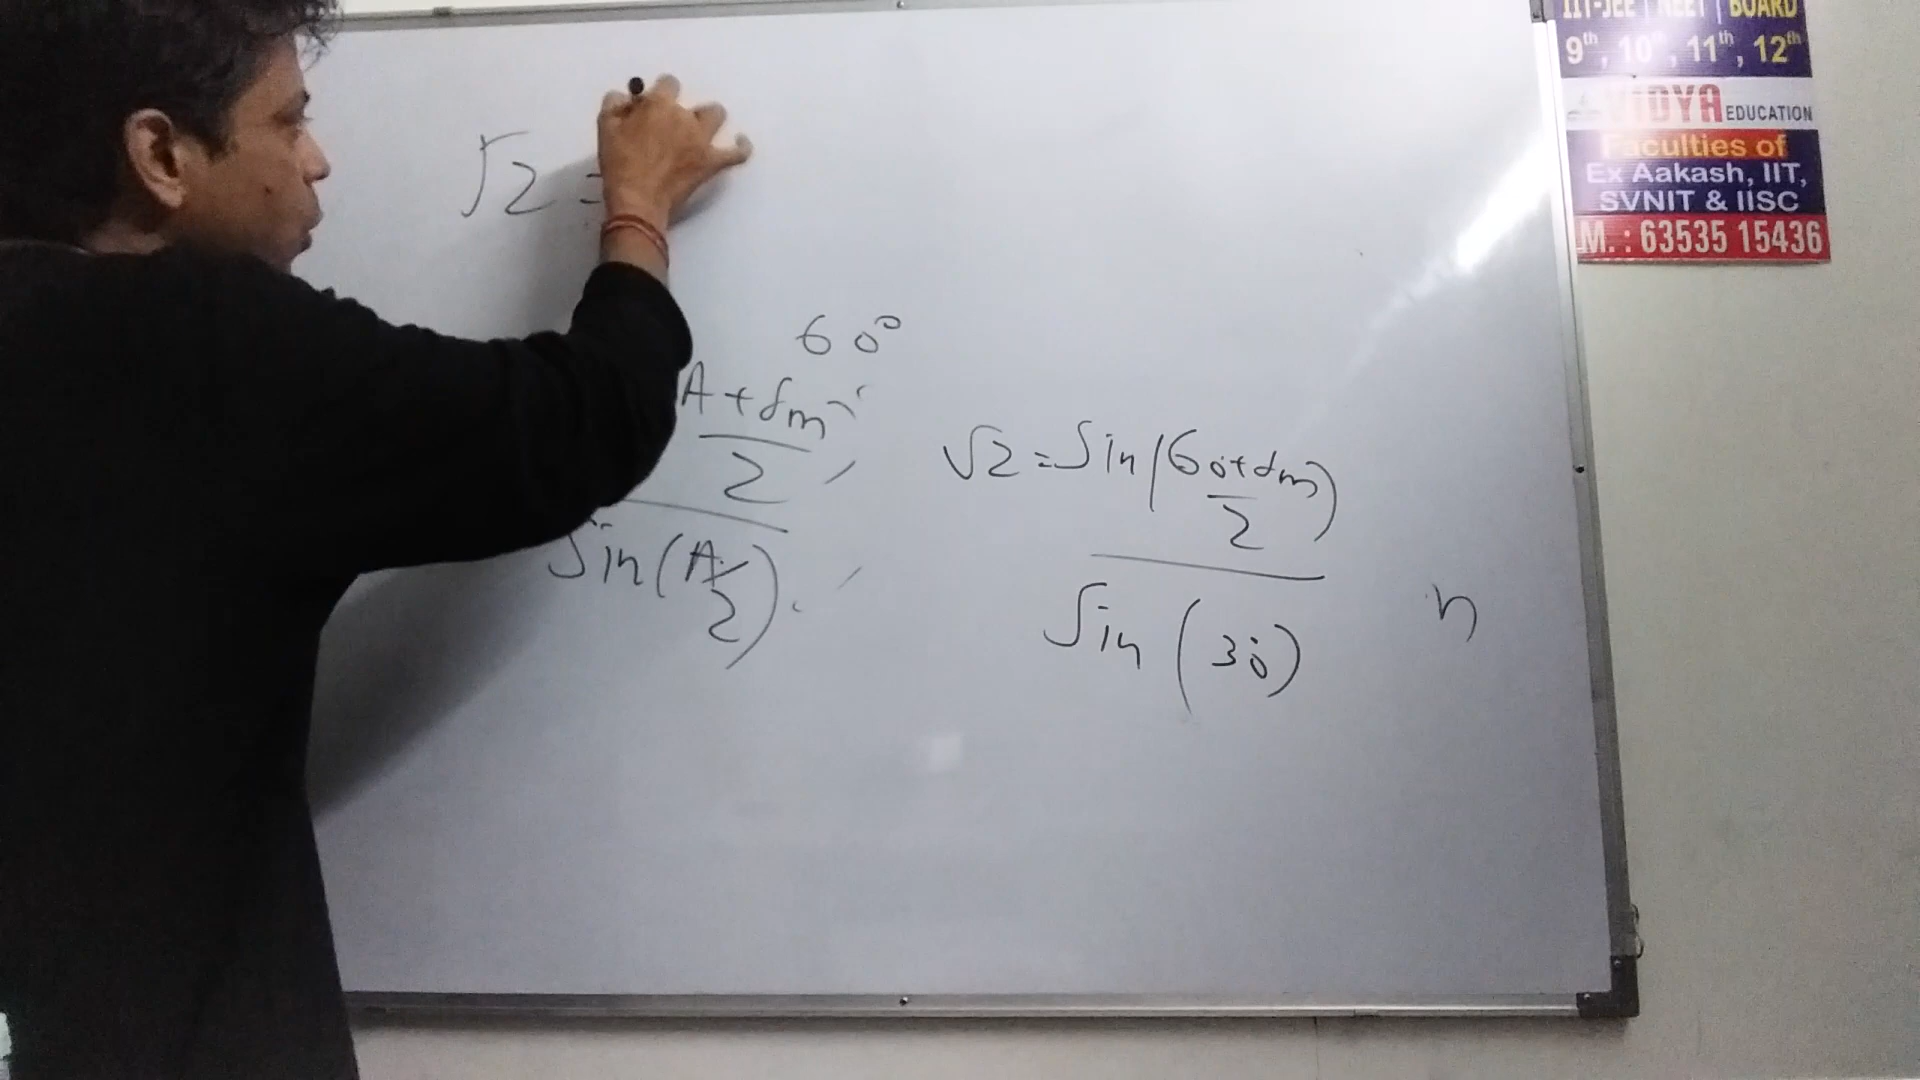 √2 =
60°
A+δm
2
Sin(A/2)
√2 = Sin(60+δm)
2
Sin(30)
n
IIT-JEE | NEET | BOARD
9th, 10th, 11th, 12th
VIDYA EDUCATION
Faculties of
Ex Aakash, IIT,
SVNIT & IISC
M. : 63535 15436